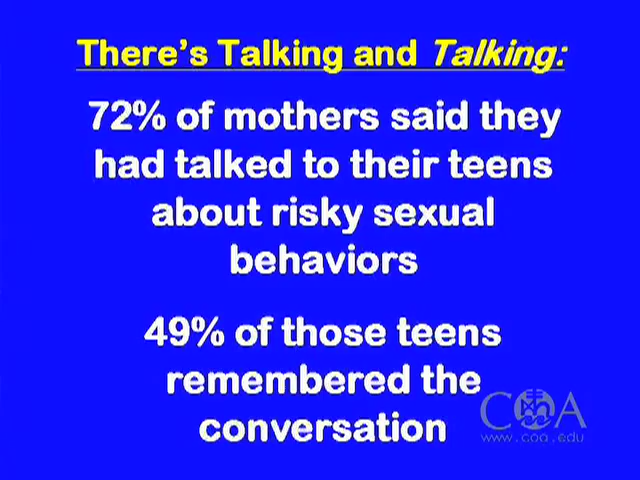 There's Talking and Talking:
72% of mothers said they
had talked to their teens
about risky sexual
behaviors
49% of those teens
remembered the
conversation
COA
www.coa.edu